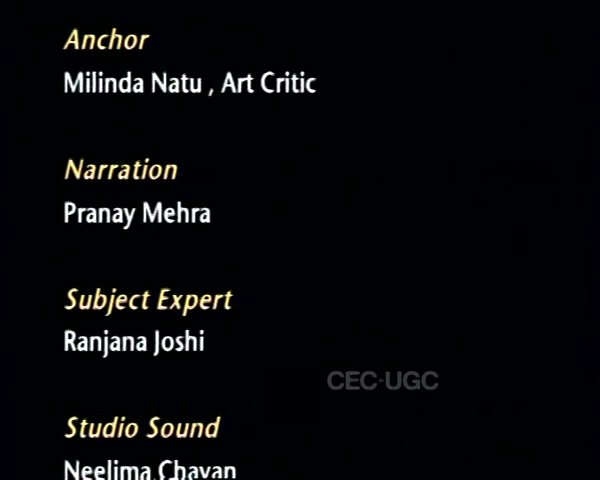 Anchor
Milinda Natu , Art Critic
Narration
Pranay Mehra
Subject Expert
Ranjana Joshi
CEC-UGC
Studio Sound
Neelima Chavan